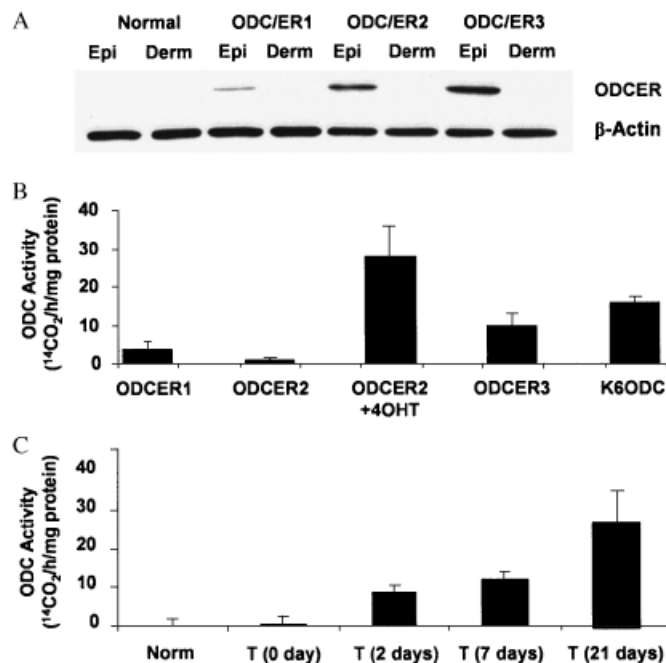 A
Normal ODC/ER1 ODC/ER2 ODC/ER3
Epi Derm Epi Derm Epi Derm Epi Derm
ODCER
β-Actin
B
ODC Activity
(¹⁴CO₂/h/mg protein)
40
30
20
10
0
ODCER1 ODCER2 ODCER2 +4OHT ODCER3 K6ODC
C
ODC Activity
(¹⁴CO₂/h/mg protein)
40
30
20
10
0
Norm T (0 day) T (2 days) T (7 days) T (21 days)